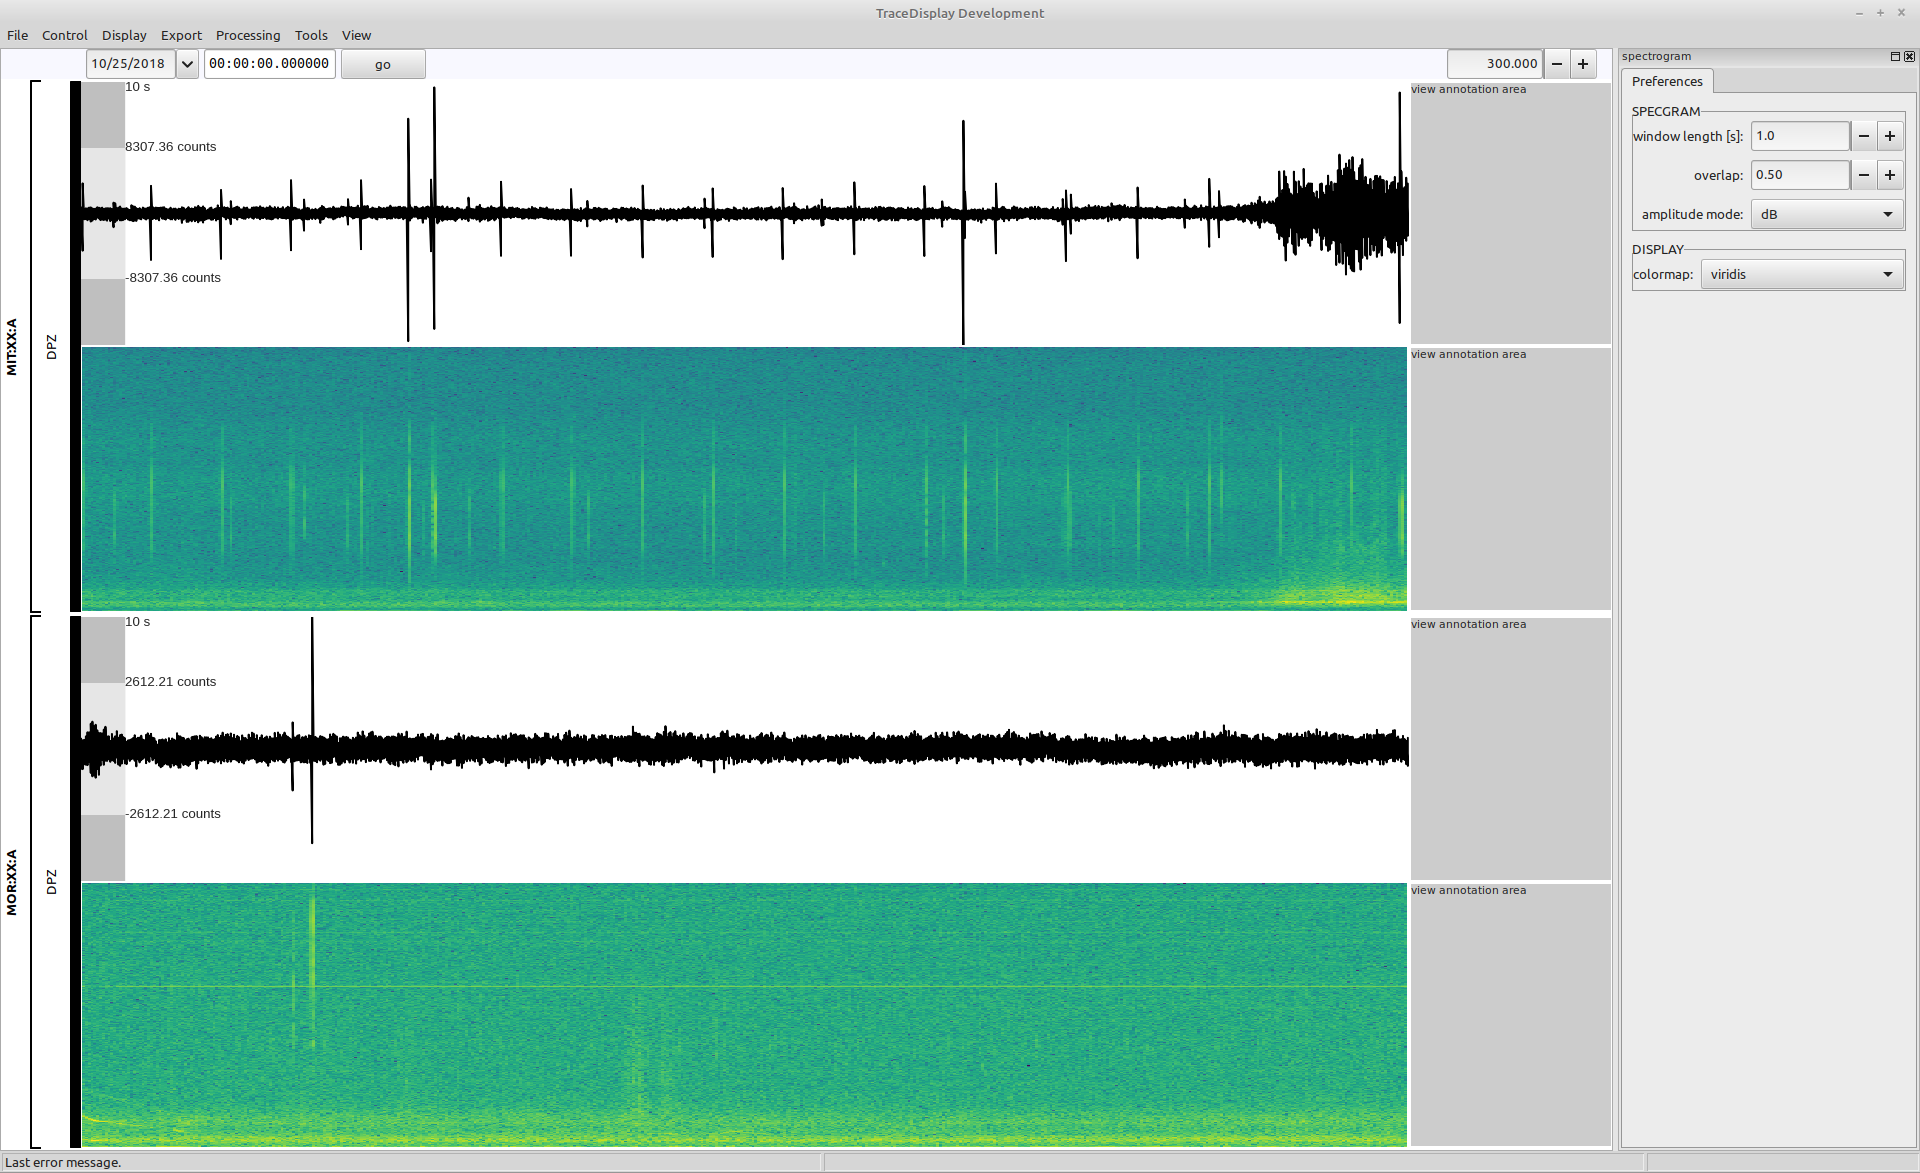 TraceDisplay Development
File Control Display Export Processing Tools View
10/25/2018 00:00:00.000000 go 300.000
spectrogram
Preferences
SPECGRAM
window length [s]: 1.0
overlap: 0.50
amplitude mode: dB
DISPLAY
colormap: viridis
MIT:XX:A
DPZ
10 s
8307.36 counts
-8307.36 counts
view annotation area
view annotation area
MOR:XX:A
DPZ
10 s
2612.21 counts
-2612.21 counts
view annotation area
view annotation area
Last error message.